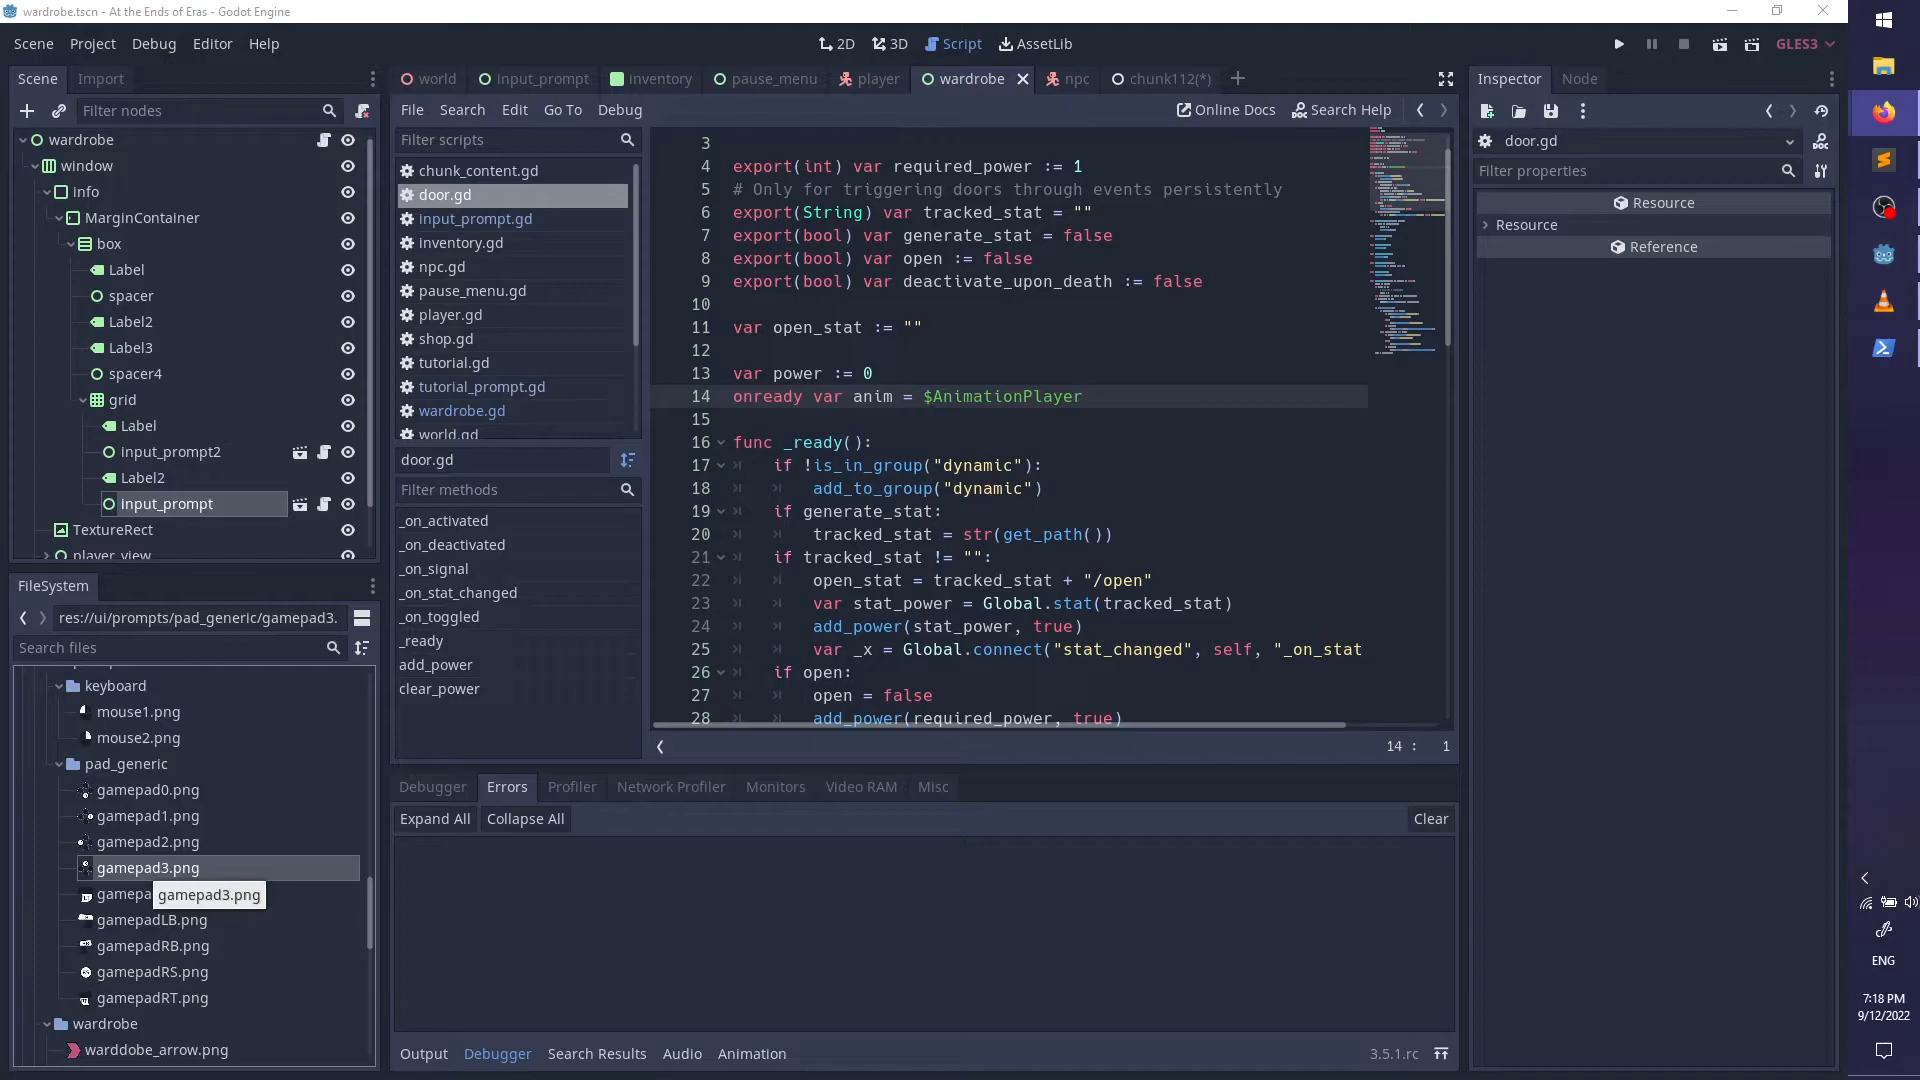 wardrobe.tscn - At the Ends of Eras - Godot Engine
Scene Project Debug Editor Help
2D 3D Script AssetLib
GLES3
Scene Import
Filter nodes
wardrobe
window
info
MarginContainer
box
Label
spacer
Label2
Label3
spacer4
grid
Label
input_prompt2
Label2
input_prompt
TextureRect
player_view
FileSystem
res://ui/prompts/pad_generic/gamepad3.
Search files
keyboard
mouse1.png
mouse2.png
pad_generic
gamepad0.png
gamepad1.png
gamepad2.png
gamepad3.png
gamepa
gamepad3.png
gamepadLB.png
gamepadRB.png
gamepadRS.png
gamepadRT.png
wardrobe
warddobe_arrow.png
world input_prompt inventory pause_menu player wardrobe npc chunk112(*)
File Search Edit Go To Debug
Online Docs Search Help
Filter scripts
chunk_content.gd
door.gd
input_prompt.gd
inventory.gd
npc.gd
pause_menu.gd
player.gd
shop.gd
tutorial.gd
tutorial_prompt.gd
wardrobe.gd
world.gd
door.gd
Filter methods
_on_activated
_on_deactivated
_on_signal
_on_stat_changed
_on_toggled
_ready
add_power
clear_power
3
4 export(int) var required_power := 1
5 # Only for triggering doors through events persistently
6 export(String) var tracked_stat = ""
7 export(bool) var generate_stat = false
8 export(bool) var open := false
9 export(bool) var deactivate_upon_death := false
10
11 var open_stat := ""
12
13 var power := 0
14 onready var anim = $AnimationPlayer
15
16 func _ready():
17 if !is_in_group("dynamic"):
18 add_to_group("dynamic")
19 if generate_stat:
20 tracked_stat = str(get_path())
21 if tracked_stat != "":
22 open_stat = tracked_stat + "/open"
23 var stat_power = Global.stat(tracked_stat)
24 add_power(stat_power, true)
25 var _x = Global.connect("stat_changed", self, "_on_stat
26 if open:
27 open = false
28 add_power(required_power, true)
14 : 1
Debugger Errors Profiler Network Profiler Monitors Video RAM Misc
Expand All Collapse All
Clear
Output Debugger Search Results Audio Animation
3.5.1.rc
Inspector Node
door.gd
Filter properties
Resource
Resource
Reference
ENG
7:18 PM
9/12/2022